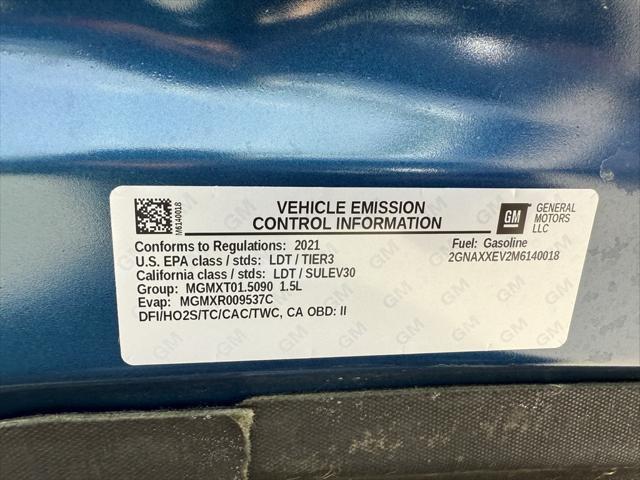 M6140018
VEHICLE EMISSION
CONTROL INFORMATION
GM
GENERAL
MOTORS
LLC
Conforms to Regulations: 2021
U.S. EPA class / stds: LDT / TIER3
California class / stds: LDT / SULEV30
Group: MGMXT01.5090 1.5L
Evap: MGMXR009537C
DFI/HO2S/TC/CAC/TWC, CA OBD: II
Fuel: Gasoline
2GNAXXEV2M6140018